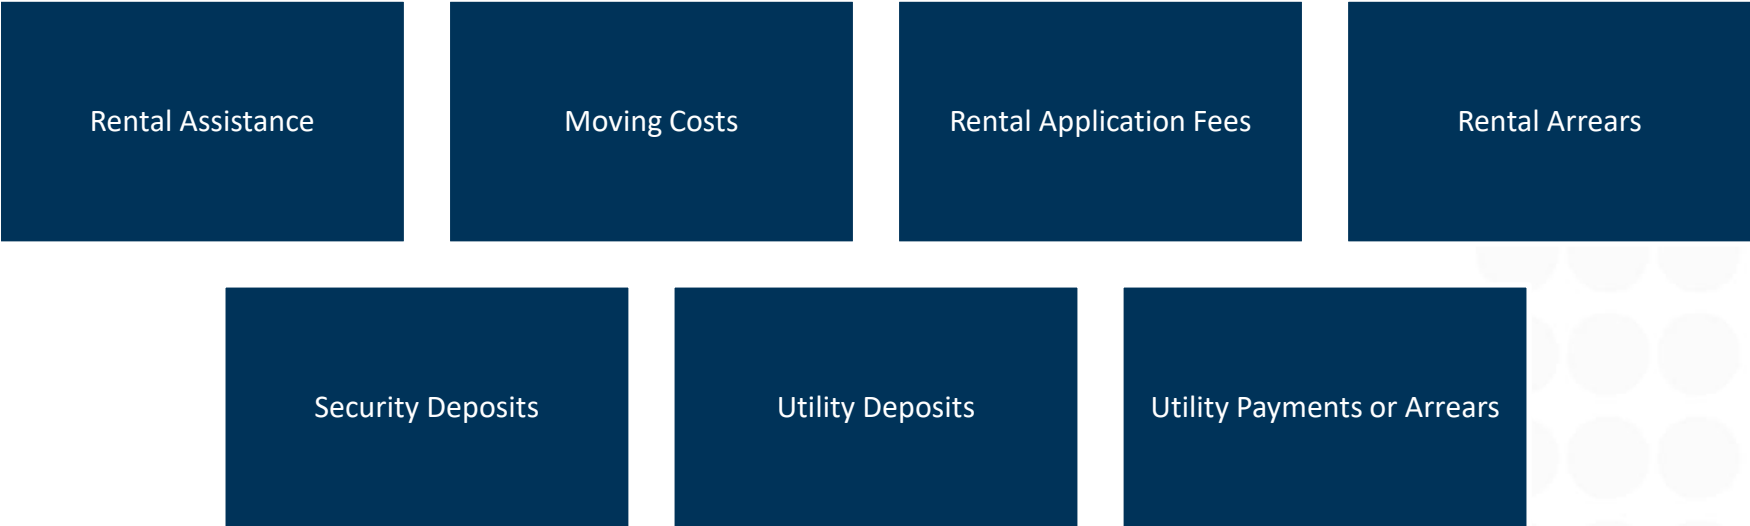 Rental Assistance
Moving Costs
Rental Application Fees
Rental Arrears
Security Deposits
Utility Deposits
Utility Payments or Arrears